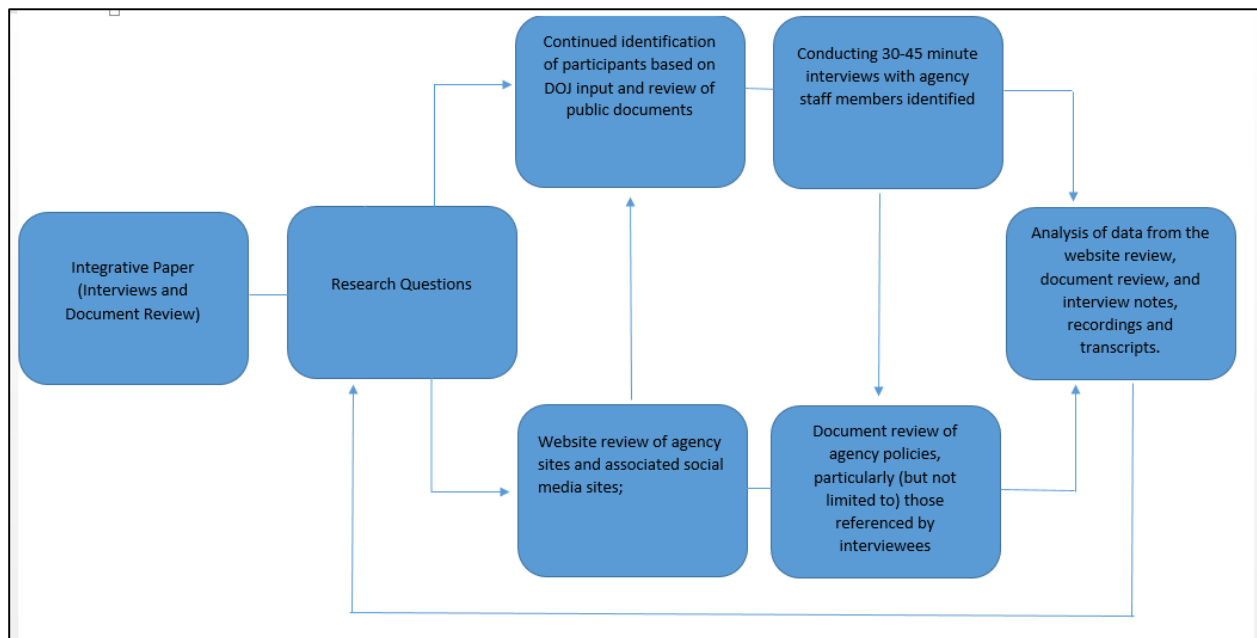 Integrative Paper
(Interviews and
Document Review)
Research Questions
Continued identification
of participants based on
DOJ input and review of
public documents
Conducting 30-45 minute
interviews with agency
staff members identified
Website review of agency
sites and associated social
media sites;
Document review of
agency policies,
particularly (but not
limited to) those
referenced by
interviewees
Analysis of data from the
website review,
document review, and
interview notes,
recordings and
transcripts.